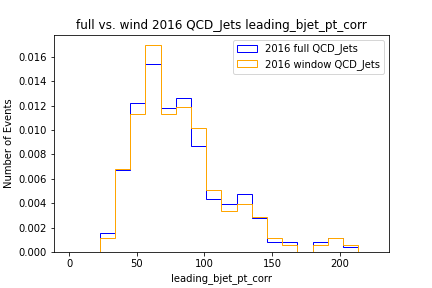 full vs. wind 2016 QCD_Jets leading_bjet_pt_corr
2016 full QCD_Jets
2016 window QCD_Jets
Number of Events
0.016
0.014
0.012
0.010
0.008
0.006
0.004
0.002
0.000
0 50 100 150 200
leading_bjet_pt_corr